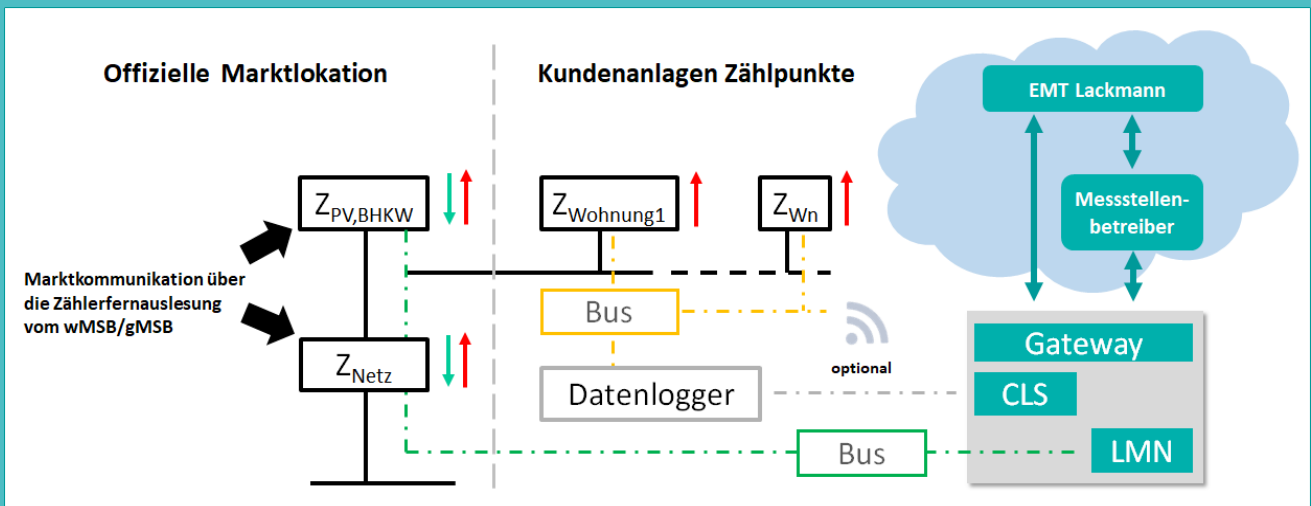 Offizielle Marktlokation
Kundenanlagen Zählpunkte
EMT Lackmann
Messstellen-
betreiber
Z PV,BHKW
Z Wohnung1
Z Wn
Marktkommunikation über
die Zählerfernauslesung
vom wMSB/gMSB
Bus
optional
Gateway
Z Netz
Datenlogger
CLS
Bus
LMN